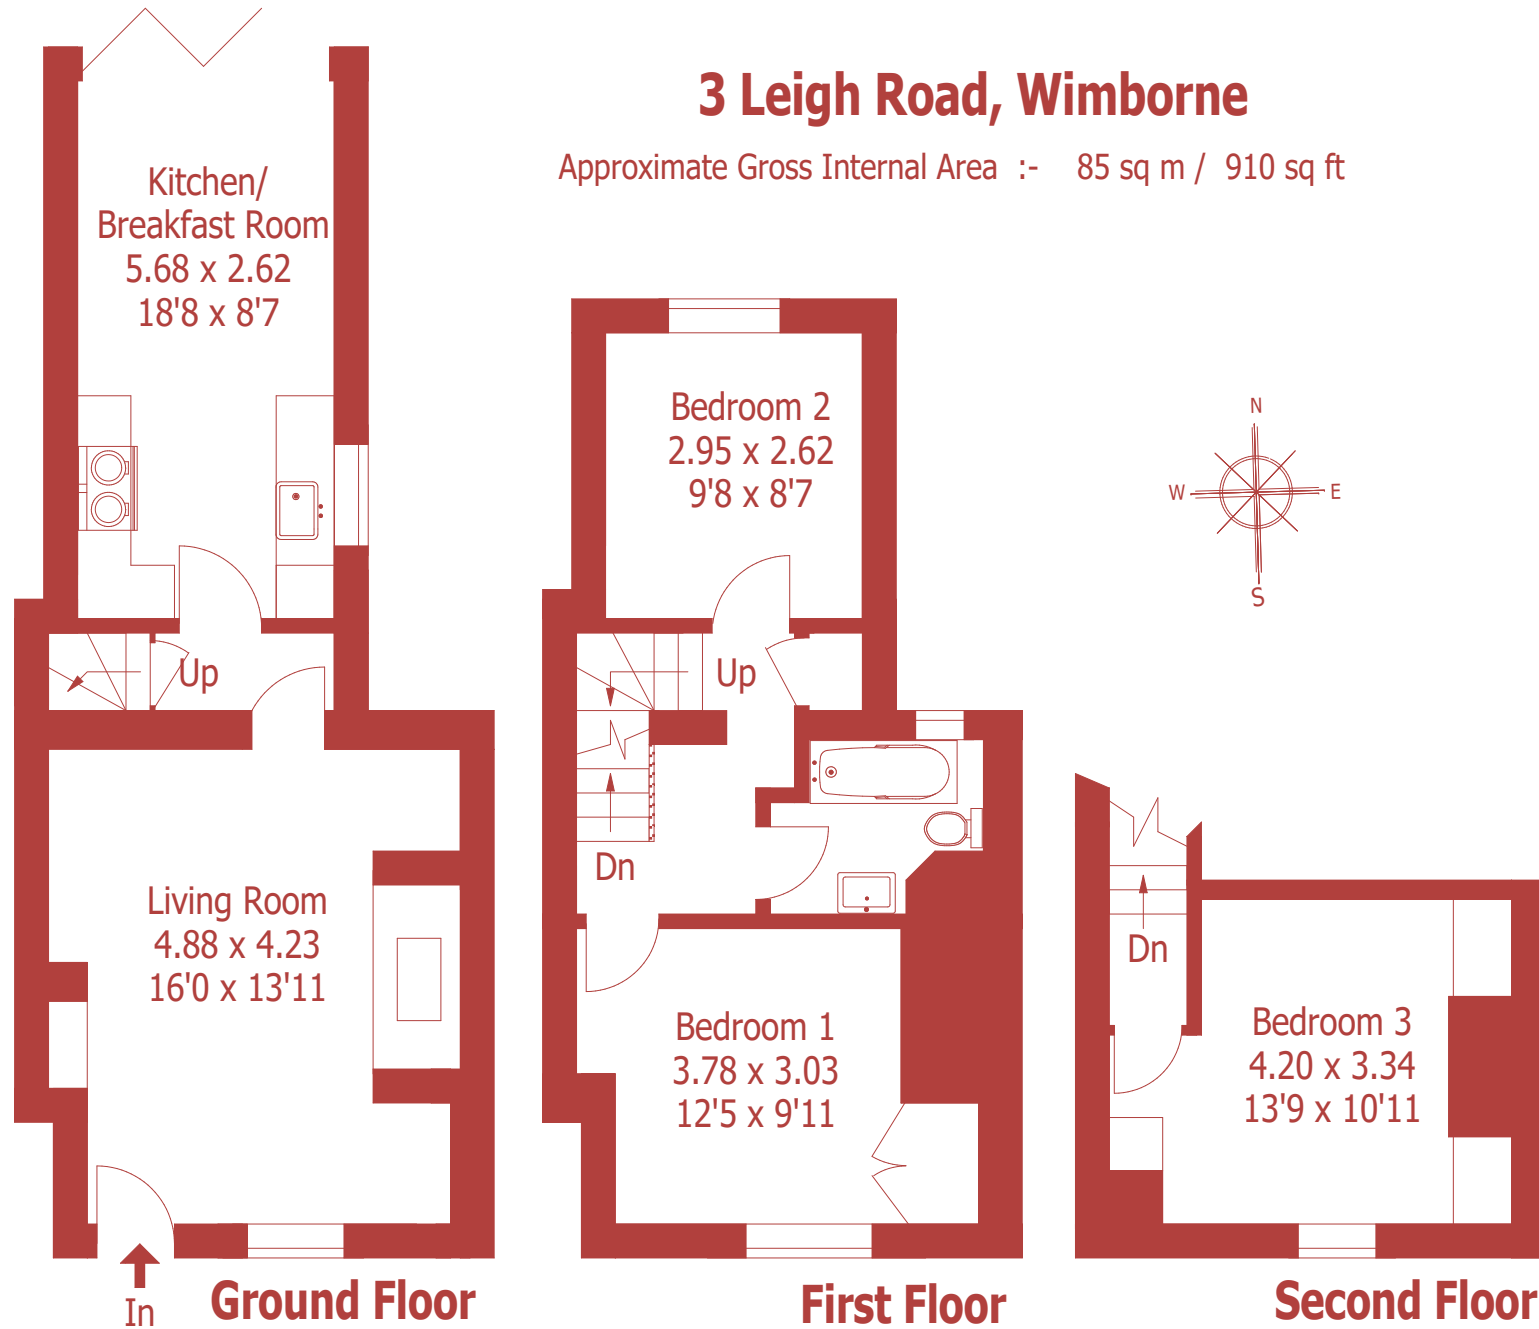 3 Leigh Road, Wimborne
Approximate Gross Internal Area :- 85 sq m / 910 sq ft
Kitchen/
Breakfast Room
5.68 x 2.62
18'8 x 8'7
Up
Living Room
4.88 x 4.23
16'0 x 13'11
In
Ground Floor
Bedroom 2
2.95 x 2.62
9'8 x 8'7
Up
Dn
Bedroom 1
3.78 x 3.03
12'5 x 9'11
First Floor
N
W
E
S
Dn
Bedroom 3
4.20 x 3.34
13'9 x 10'11
Second Floor